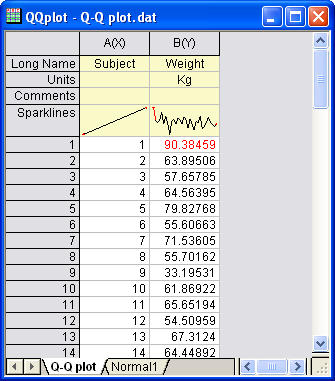 QQplot - Q-Q plot.dat
A(X) B(Y)
Long Name Subject Weight
Units Kg
Comments
Sparklines
1 1 90.38459
2 2 63.89506
3 3 57.65785
4 4 64.56395
5 5 79.82768
6 6 55.60663
7 7 71.53605
8 8 55.70162
9 9 33.19531
10 10 61.86922
11 11 65.65194
12 12 54.50959
13 13 67.3124
14 14 64.44892
Q-Q plot Normal1